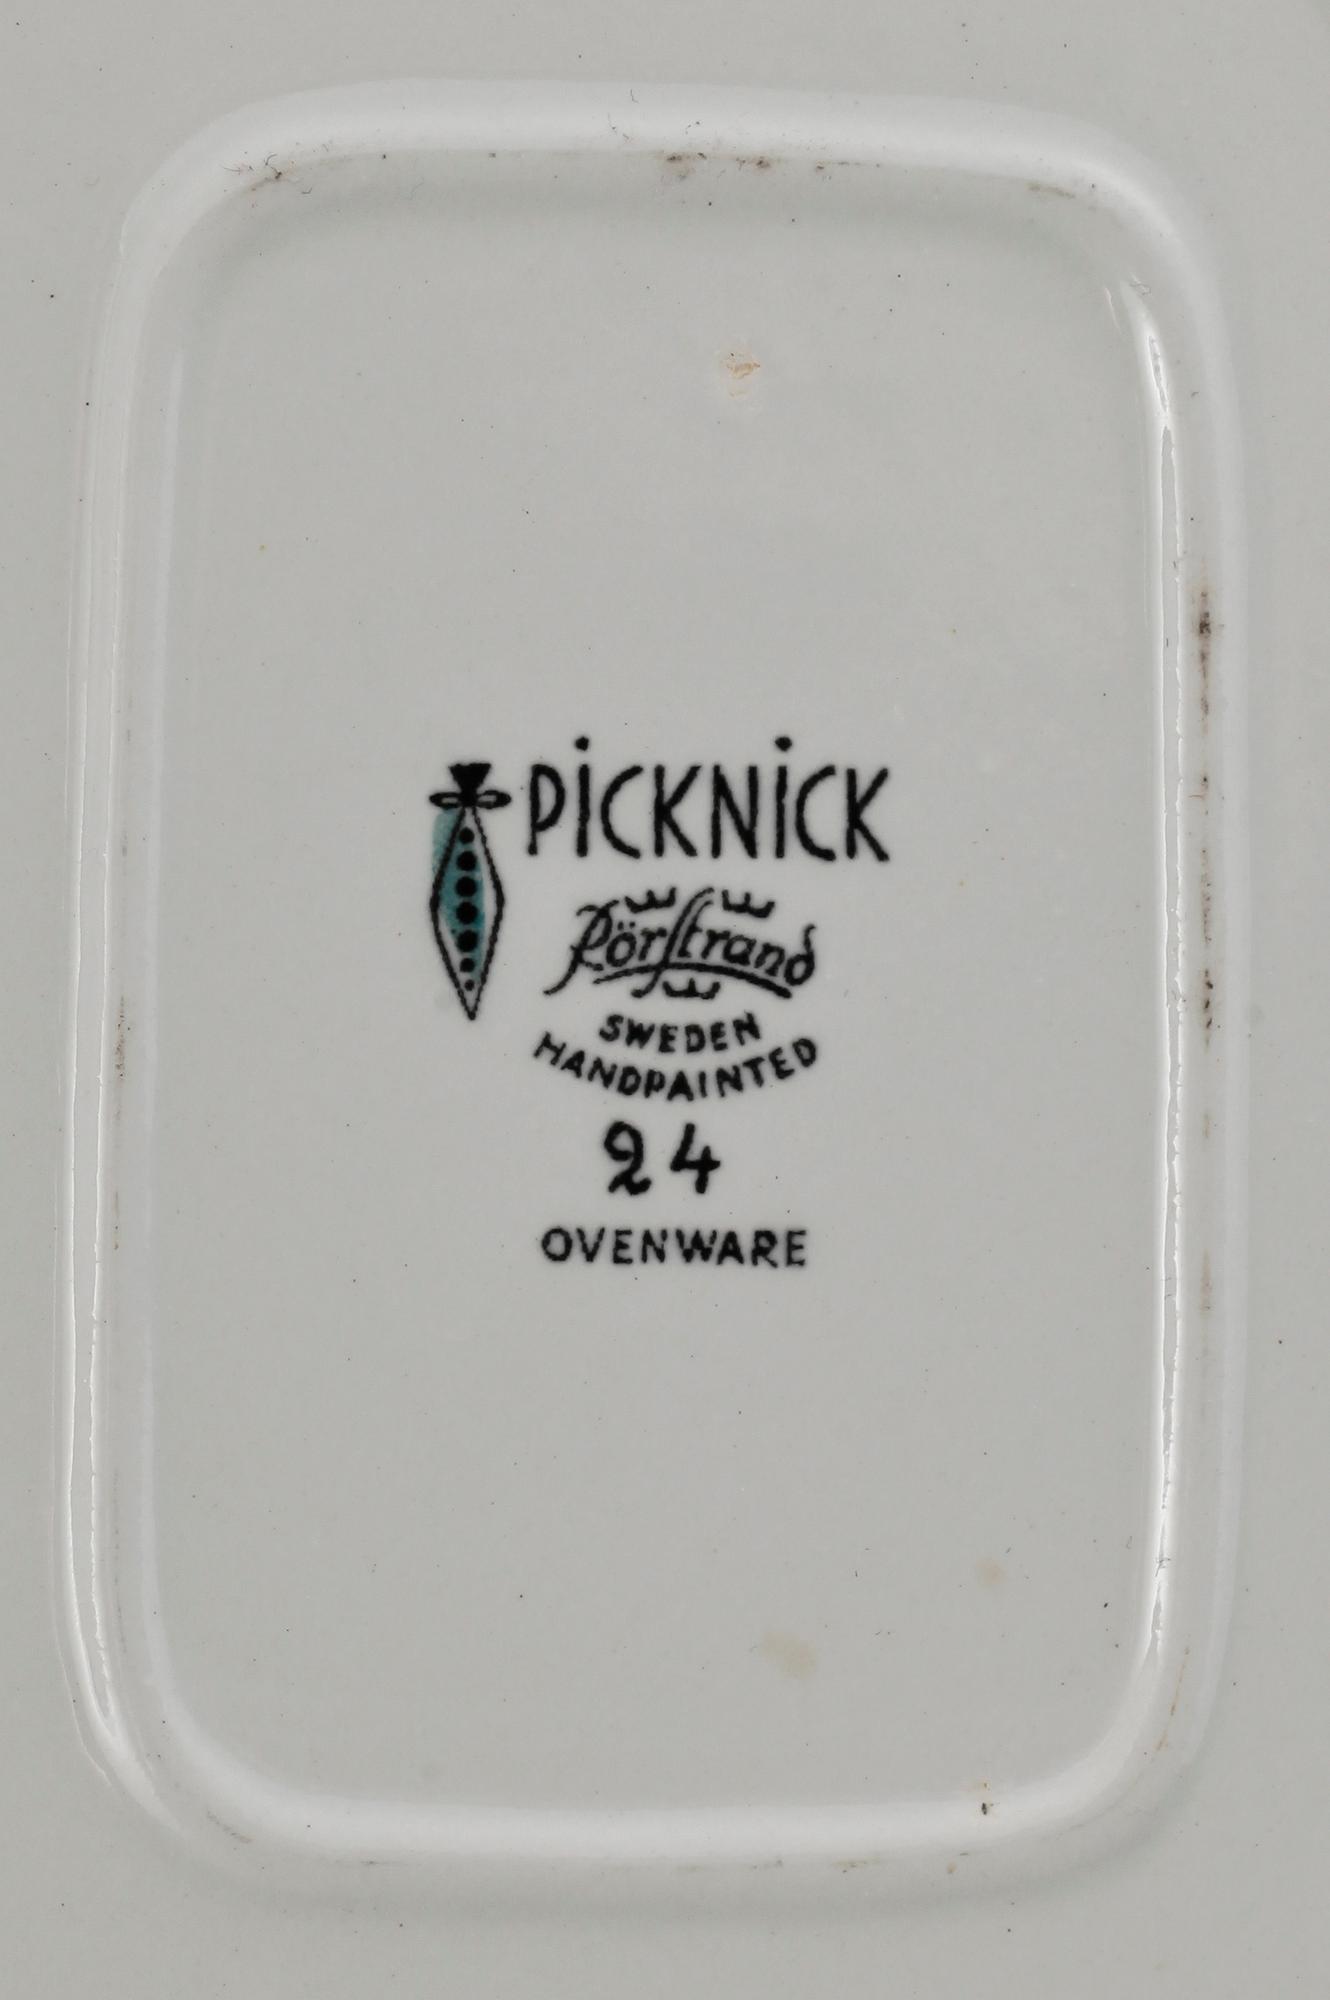 PiCKNiCK
Rörstrand
SWEDEN
HANDPAINTED
24
OVENWARE